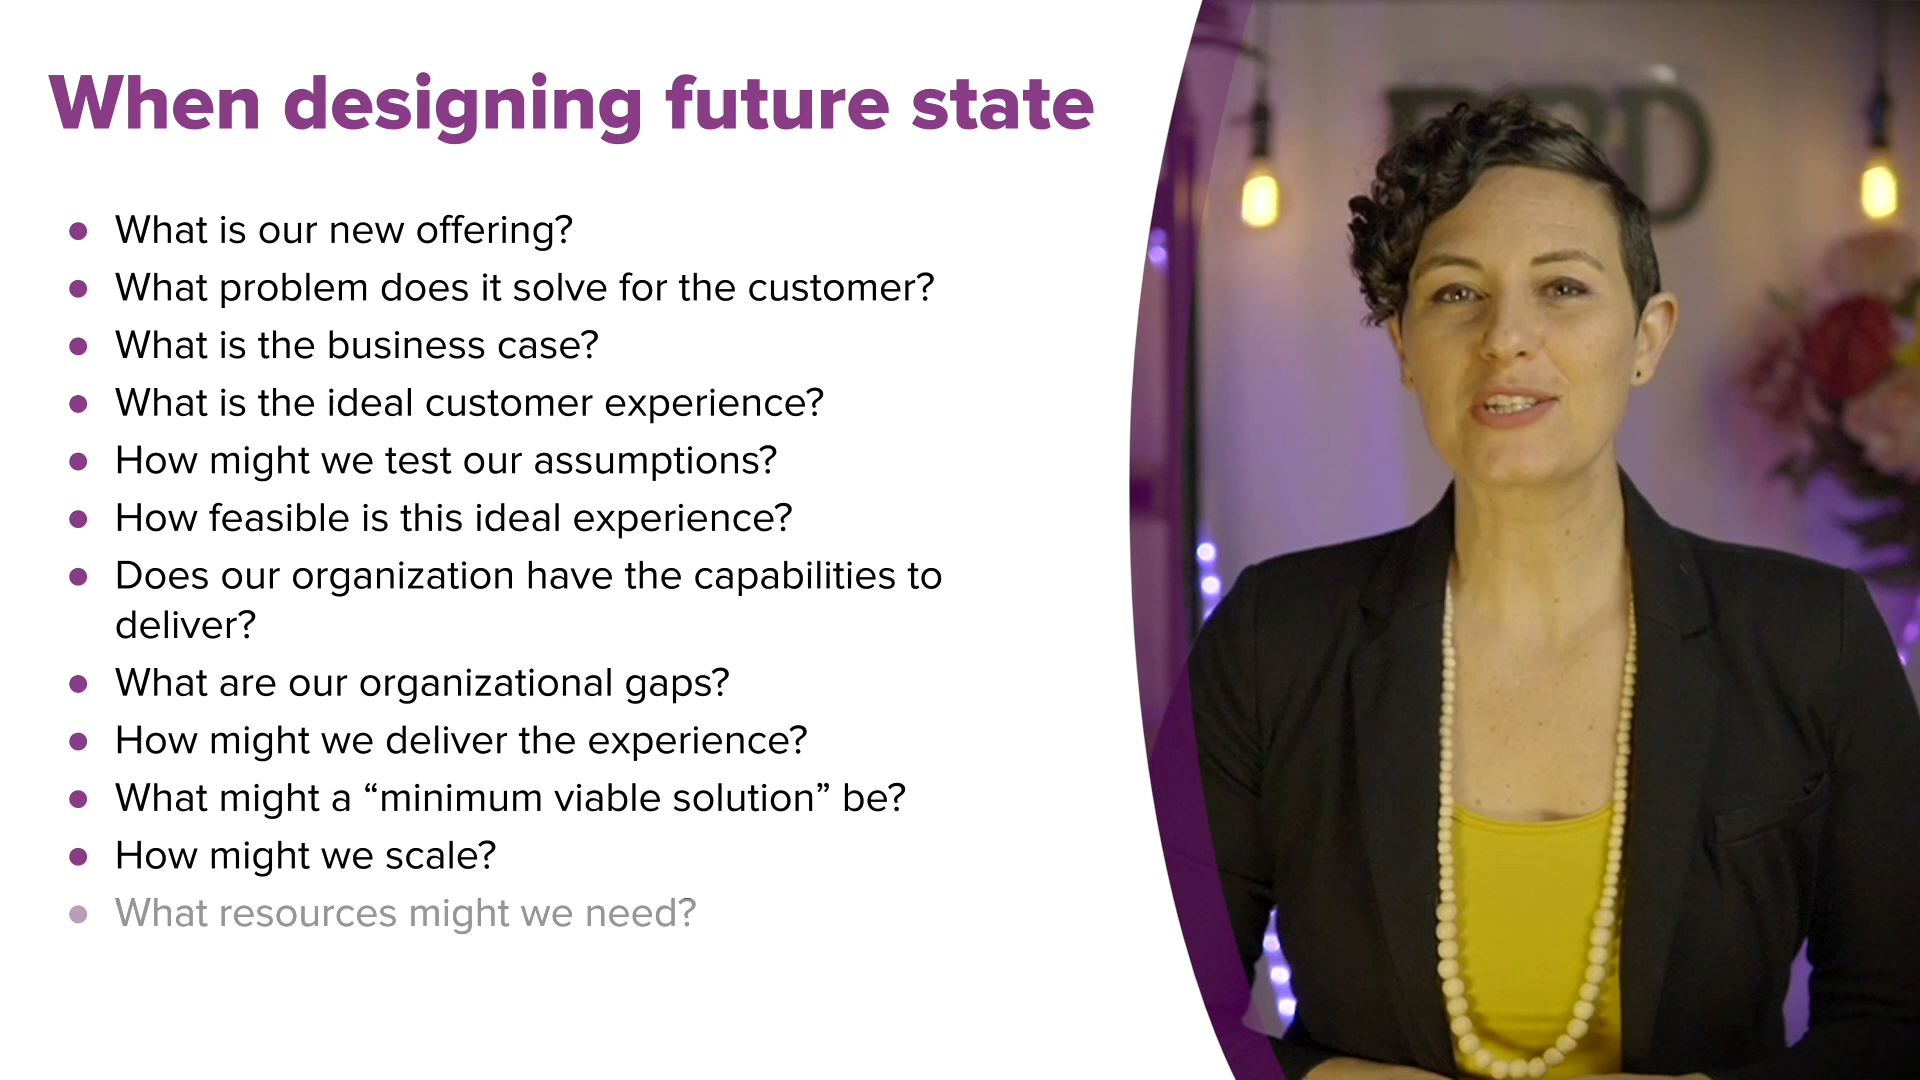 When designing future state
What is our new offering?
What problem does it solve for the customer?
What is the business case?
What is the ideal customer experience?
How might we test our assumptions?
How feasible is this ideal experience?
Does our organization have the capabilities to
deliver?
What are our organizational gaps?
How might we deliver the experience?
What might a “minimum viable solution” be?
How might we scale?
What resources might we need?